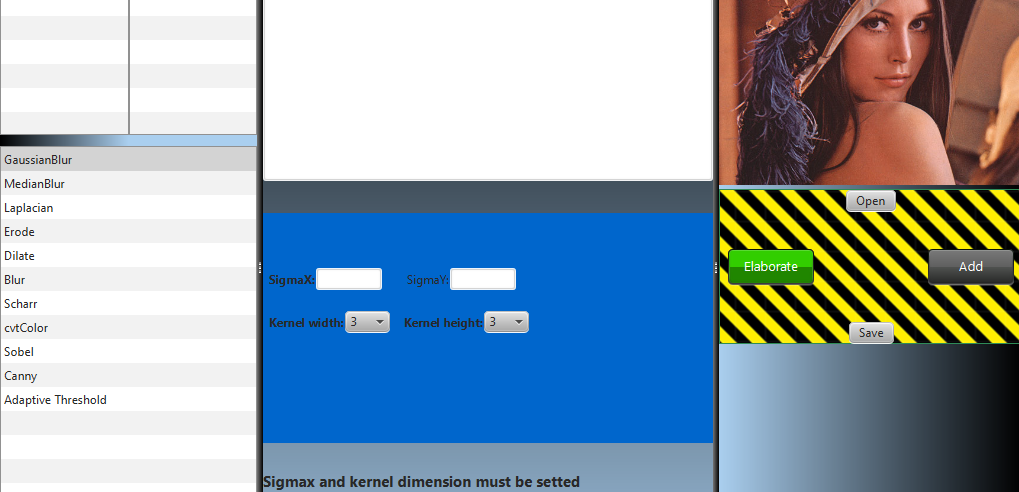 GaussianBlur
MedianBlur
Laplacian
Erode
Dilate
Blur
Scharr
cvtColor
Sobel
Canny
Adaptive Threshold
SigmaX: SigmaY:
Kernel width: 3 Kernel height: 3
Sigmax and kernel dimension must be setted
Open
Elaborate Add
Save